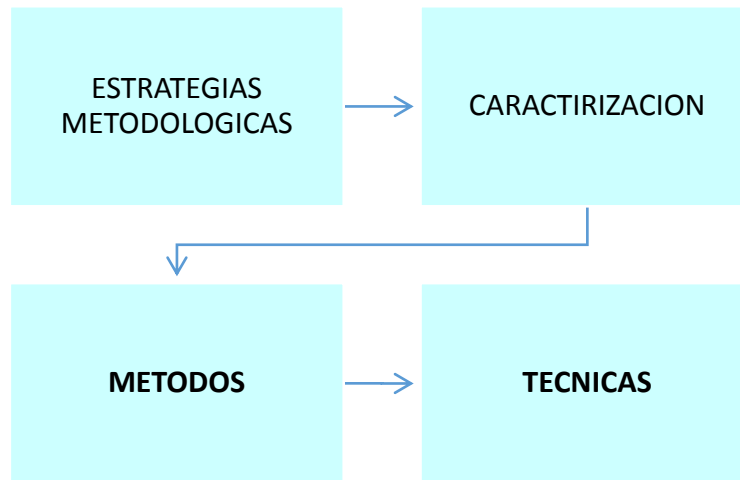 ESTRATEGIAS
METODOLOGICAS
CARACTIRIZACION
METODOS
TECNICAS